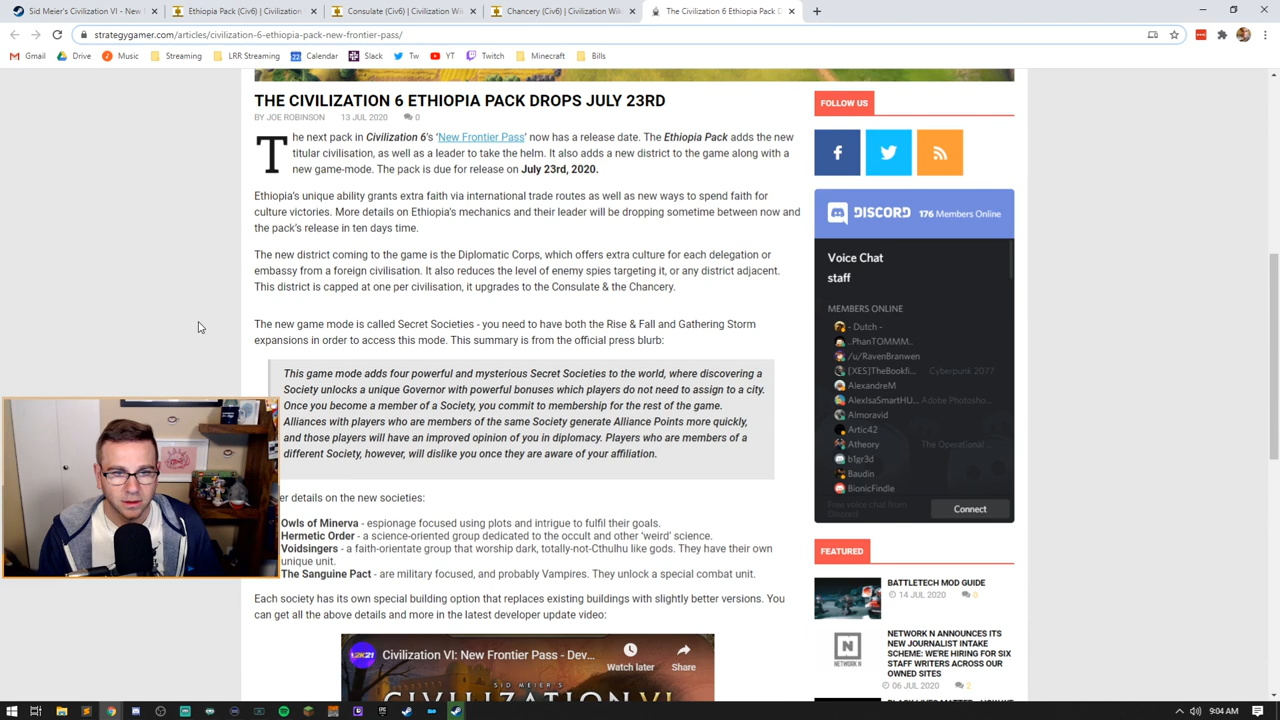 Sid Meier's Civilization VI: New
Ethiopia Pack (Civ6) | Civilization
Consulate (Civ6) | Civilization Wi
Chancery (Civ6) | Civilization Wik
The Civilization 6 Ethiopia Pack D
strategygamer.com/articles/civilization-6-ethiopia-pack-new-frontier-pass/
Gmail Drive Music Streaming LRR Streaming Calendar Slack Tw YT Twitch Minecraft Bills
THE CIVILIZATION 6 ETHIOPIA PACK DROPS JULY 23RD
BY JOE ROBINSON 13 JUL 2020 0
The next pack in Civilization 6's 'New Frontier Pass' now has a release date. The Ethiopia Pack adds the new
titular civilisation, as well as a leader to take the helm. It also adds a new district to the game along with a
new game-mode. The pack is due for release on July 23rd, 2020.
Ethiopia's unique ability grants extra faith via international trade routes as well as new ways to spend faith for
culture victories. More details on Ethiopia's mechanics and their leader will be dropping sometime between now and
the pack's release in ten days time.
The new district coming to the game is the Diplomatic Corps, which offers extra culture for each delegation or
embassy from a foreign civilisation. It also reduces the level of enemy spies targeting it, or any district adjacent.
This district is capped at one per civilisation, it upgrades to the Consulate & the Chancery.
The new game mode is called Secret Societies - you need to have both the Rise & Fall and Gathering Storm
expansions in order to access this mode. This summary is from the official press blurb:
This game mode adds four powerful and mysterious Secret Societies to the world, where discovering a
Society unlocks a unique Governor with powerful bonuses which players do not need to assign to a city.
Once you become a member of a Society, you commit to membership for the rest of the game.
Alliances with players who are members of the same Society generate Alliance Points more quickly,
and those players will have an improved opinion of you in diplomacy. Players who are members of a
different Society, however, will dislike you once they are aware of your affiliation.
er details on the new societies:
Owls of Minerva - espionage focused using plots and intrigue to fulfil their goals.
Hermetic Order - a science-oriented group dedicated to the occult and other 'weird' science.
Voidsingers - a faith-orientate group that worship dark, totally-not-Cthulhu like gods. They have their own
unique unit.
The Sanguine Pact - are military focused, and probably Vampires. They unlock a special combat unit.
Each society has its own special building option that replaces existing buildings with slightly better versions. You
can get all the above details and more in the latest developer update video:
2K21 Civilization VI: New Frontier Pass - Dev...
Watch later
Share
SID MEIER'S
CIVILIZATION VI
FOLLOW US
DISCORD 176 Members Online
Voice Chat
staff
MEMBERS ONLINE
- Dutch -
..PhanTOMMM..
/u/RavenBranwen
[XES]TheBookfi... Cyberpunk 2077
AlexandreM
AlexIsaSmartHU... Adobe Photosho...
Almoravid
Artic42
Atheory The Operational ...
b1gr3d
Baudin
BionicFindle
Free voice chat from
Discord
Connect
FEATURED
BATTLETECH MOD GUIDE
14 JUL 2020 0
NETWORK N
NETWORK N ANNOUNCES ITS
NEW JOURNALIST INTAKE
SCHEME: WE'RE HIRING FOR SIX
STAFF WRITERS ACROSS OUR
OWNED SITES
06 JUL 2020 2
9:04 AM